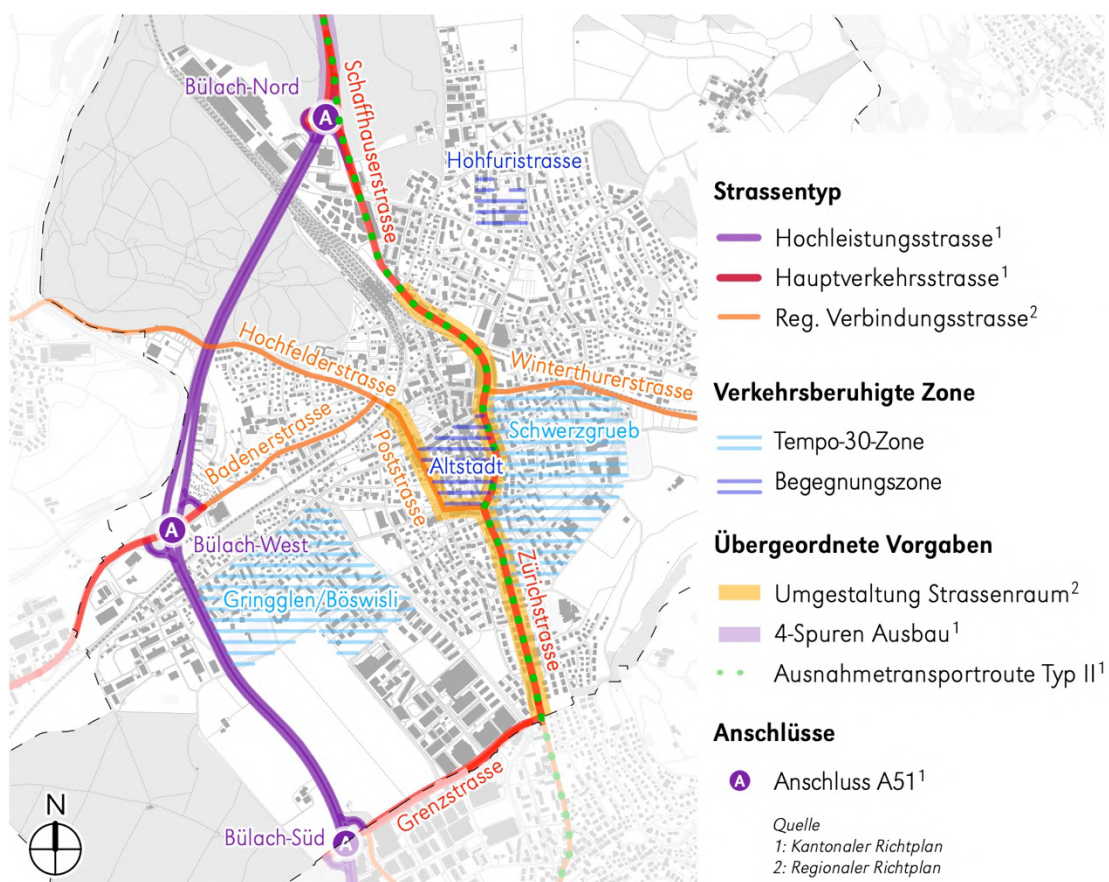 Bülach-Nord
A
Schaffhauserstrasse
Hohfuristrasse
Hochfelderstrasse
Winterthurerstrasse
Badenerstrasse
Poststrasse
Schwerzgrueb
Altstadt
A
Bülach-West
Gringglen/Böswisli
Zürichstrasse
Grenzstrasse
Bülach-Süd
A
N
Strassentyp
Hochleistungsstrasse¹
Hauptverkehrsstrasse¹
Reg. Verbindungsstrasse²
Verkehrsberuhigte Zone
Tempo-30-Zone
Begegnungszone
Übergeordnete Vorgaben
Umgestaltung Strassenraum²
4-Spuren Ausbau¹
Ausnahmetransportroute Typ II¹
Anschlüsse
A Anschluss A51¹
Quelle
1: Kantonaler Richtplan
2: Regionaler Richtplan